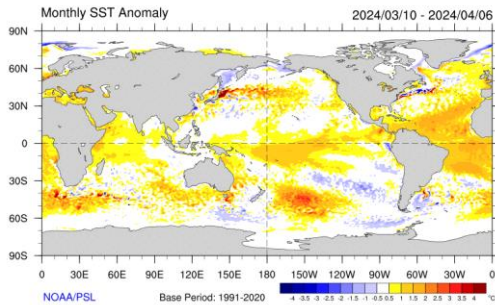 Monthly SST Anomaly 2024/03/10 - 2024/04/06
90N
60N
30N
0
30S
60S
90S
0 30E 60E 90E 120E 150E 180 150W 120W 90W 60W 30W 0
NOAA/PSL Base Period: 1991-2020 -4 -3.5 -3 -2.5 -2 -1.5 -1 -0.5 0.5 1 1.5 2 2.5 3 3.5 4 °C